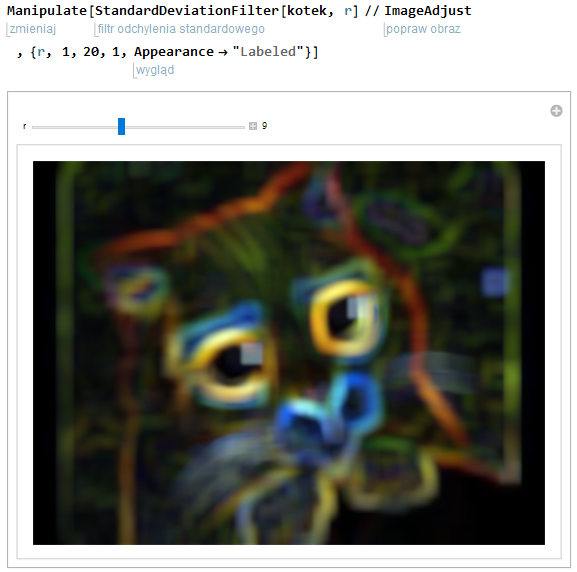 Manipulate[StandardDeviationFilter[kotek, r] // ImageAdjust
zmieniaj filtr odchylenia standardowego popraw obraz
, {r, 1, 20, 1, Appearance → "Labeled"}]
wygląd
r 9